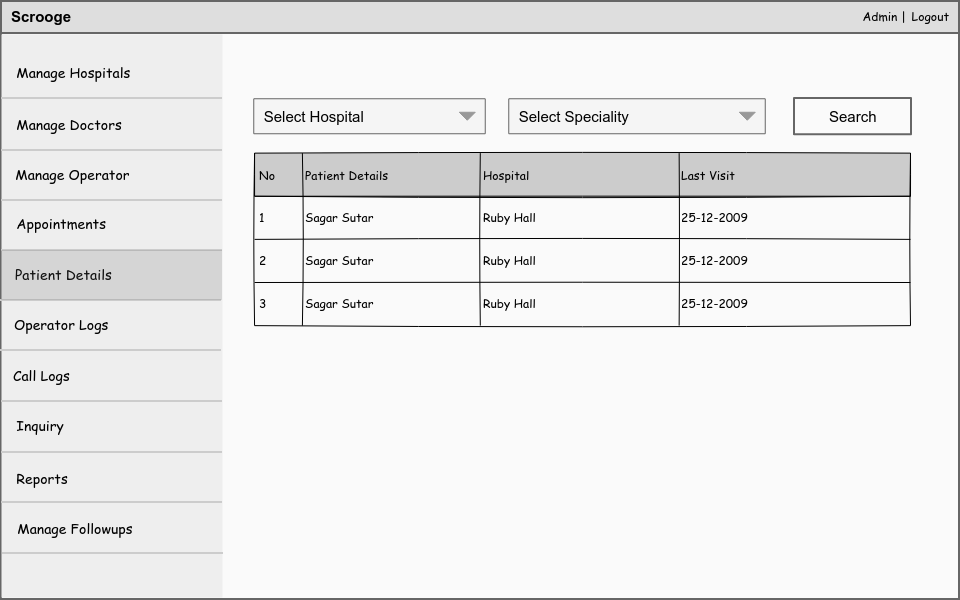 Scrooge
Admin | Logout
Manage Hospitals
Manage Doctors
Manage Operator
Appointments
Patient Details
Operator Logs
Call Logs
Inquiry
Reports
Manage Followups
Select Hospital Select Speciality Search
No Patient Details Hospital Last Visit
1 Sagar Sutar Ruby Hall 25-12-2009
2 Sagar Sutar Ruby Hall 25-12-2009
3 Sagar Sutar Ruby Hall 25-12-2009